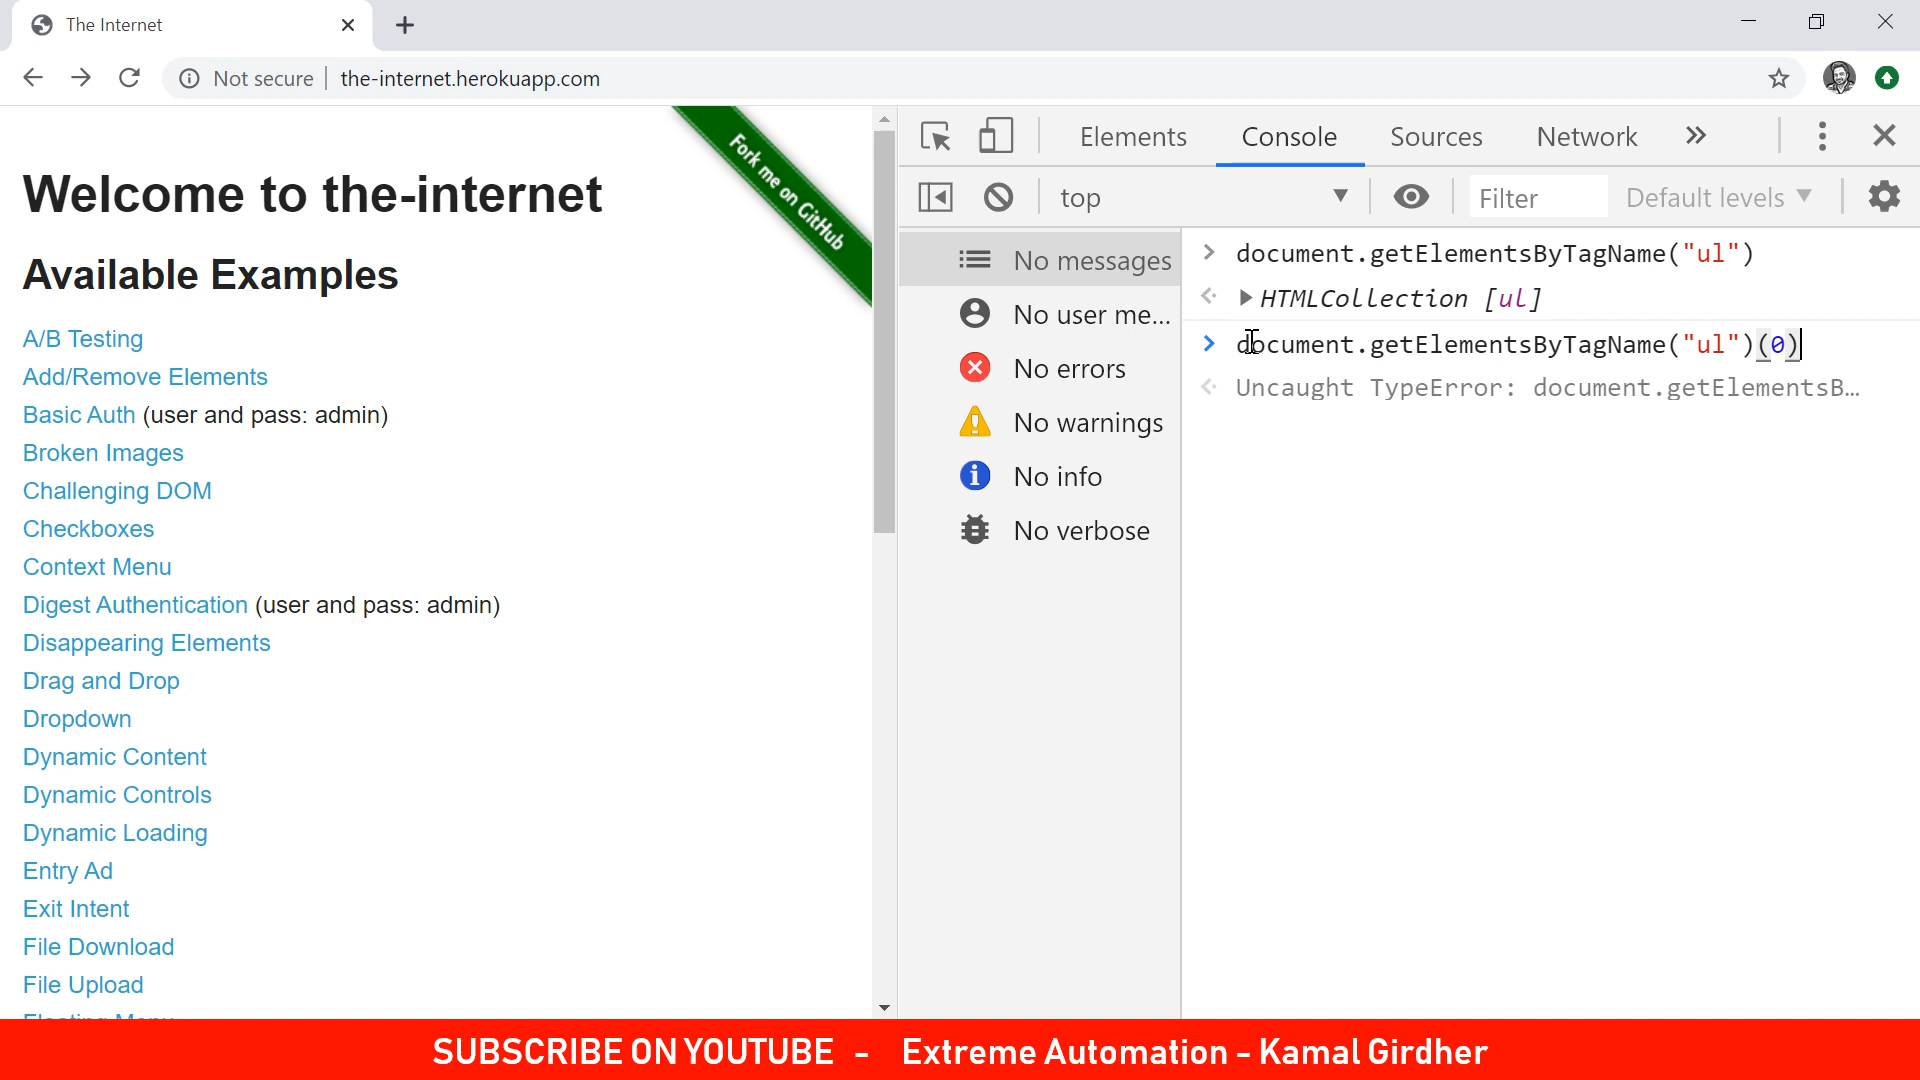 The Internet
Not secure
the-internet.herokuapp.com
Fork me on GitHub
Welcome to the-internet
Available Examples
A/B Testing
Add/Remove Elements
Basic Auth (user and pass: admin)
Broken Images
Challenging DOM
Checkboxes
Context Menu
Digest Authentication (user and pass: admin)
Disappearing Elements
Drag and Drop
Dropdown
Dynamic Content
Dynamic Controls
Dynamic Loading
Entry Ad
Exit Intent
File Download
File Upload
Floating Menu
Elements Console Sources Network
top Filter Default levels
No messages
No user me...
No errors
No warnings
No info
No verbose
document.getElementsByTagName("ul")
HTMLCollection [ul]
document.getElementsByTagName("ul")(0)
Uncaught TypeError: document.getElementsB...
SUBSCRIBE ON YOUTUBE - Extreme Automation - Kamal Girdher